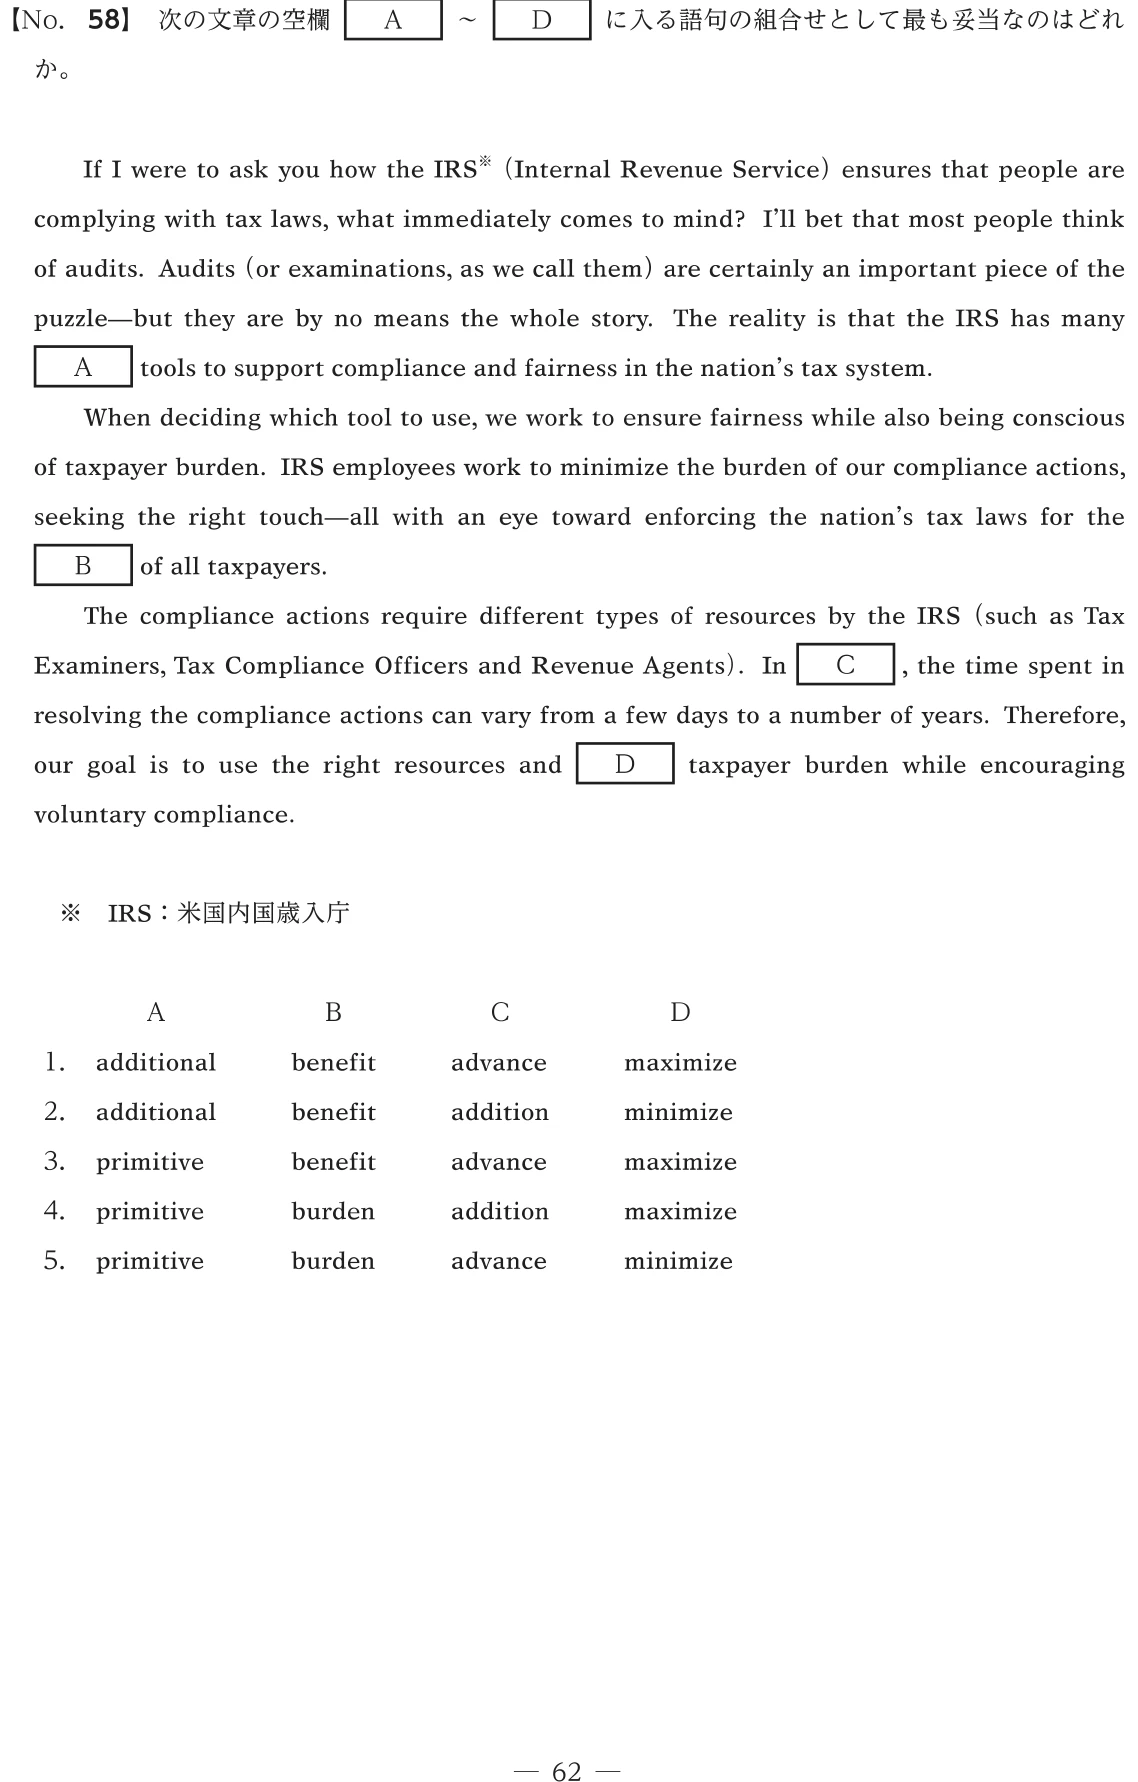 【No. 58】 次の文章の空欄 A ~ D に入る語句の組合せとして最も妥当なのはどれ
か。
If I were to ask you how the IRS※ (Internal Revenue Service) ensures that people are
complying with tax laws, what immediately comes to mind? I'll bet that most people think
of audits. Audits (or examinations, as we call them) are certainly an important piece of the
puzzle—but they are by no means the whole story. The reality is that the IRS has many
A tools to support compliance and fairness in the nation's tax system.
When deciding which tool to use, we work to ensure fairness while also being conscious
of taxpayer burden. IRS employees work to minimize the burden of our compliance actions,
seeking the right touch—all with an eye toward enforcing the nation's tax laws for the
B of all taxpayers.
The compliance actions require different types of resources by the IRS (such as Tax
Examiners, Tax Compliance Officers and Revenue Agents). In C , the time spent in
resolving the compliance actions can vary from a few days to a number of years. Therefore,
our goal is to use the right resources and D taxpayer burden while encouraging
voluntary compliance.
※ IRS：米国内国歳入庁
A B C D
1. additional benefit advance maximize
2. additional benefit addition minimize
3. primitive benefit advance maximize
4. primitive burden addition maximize
5. primitive burden advance minimize
— 62 —